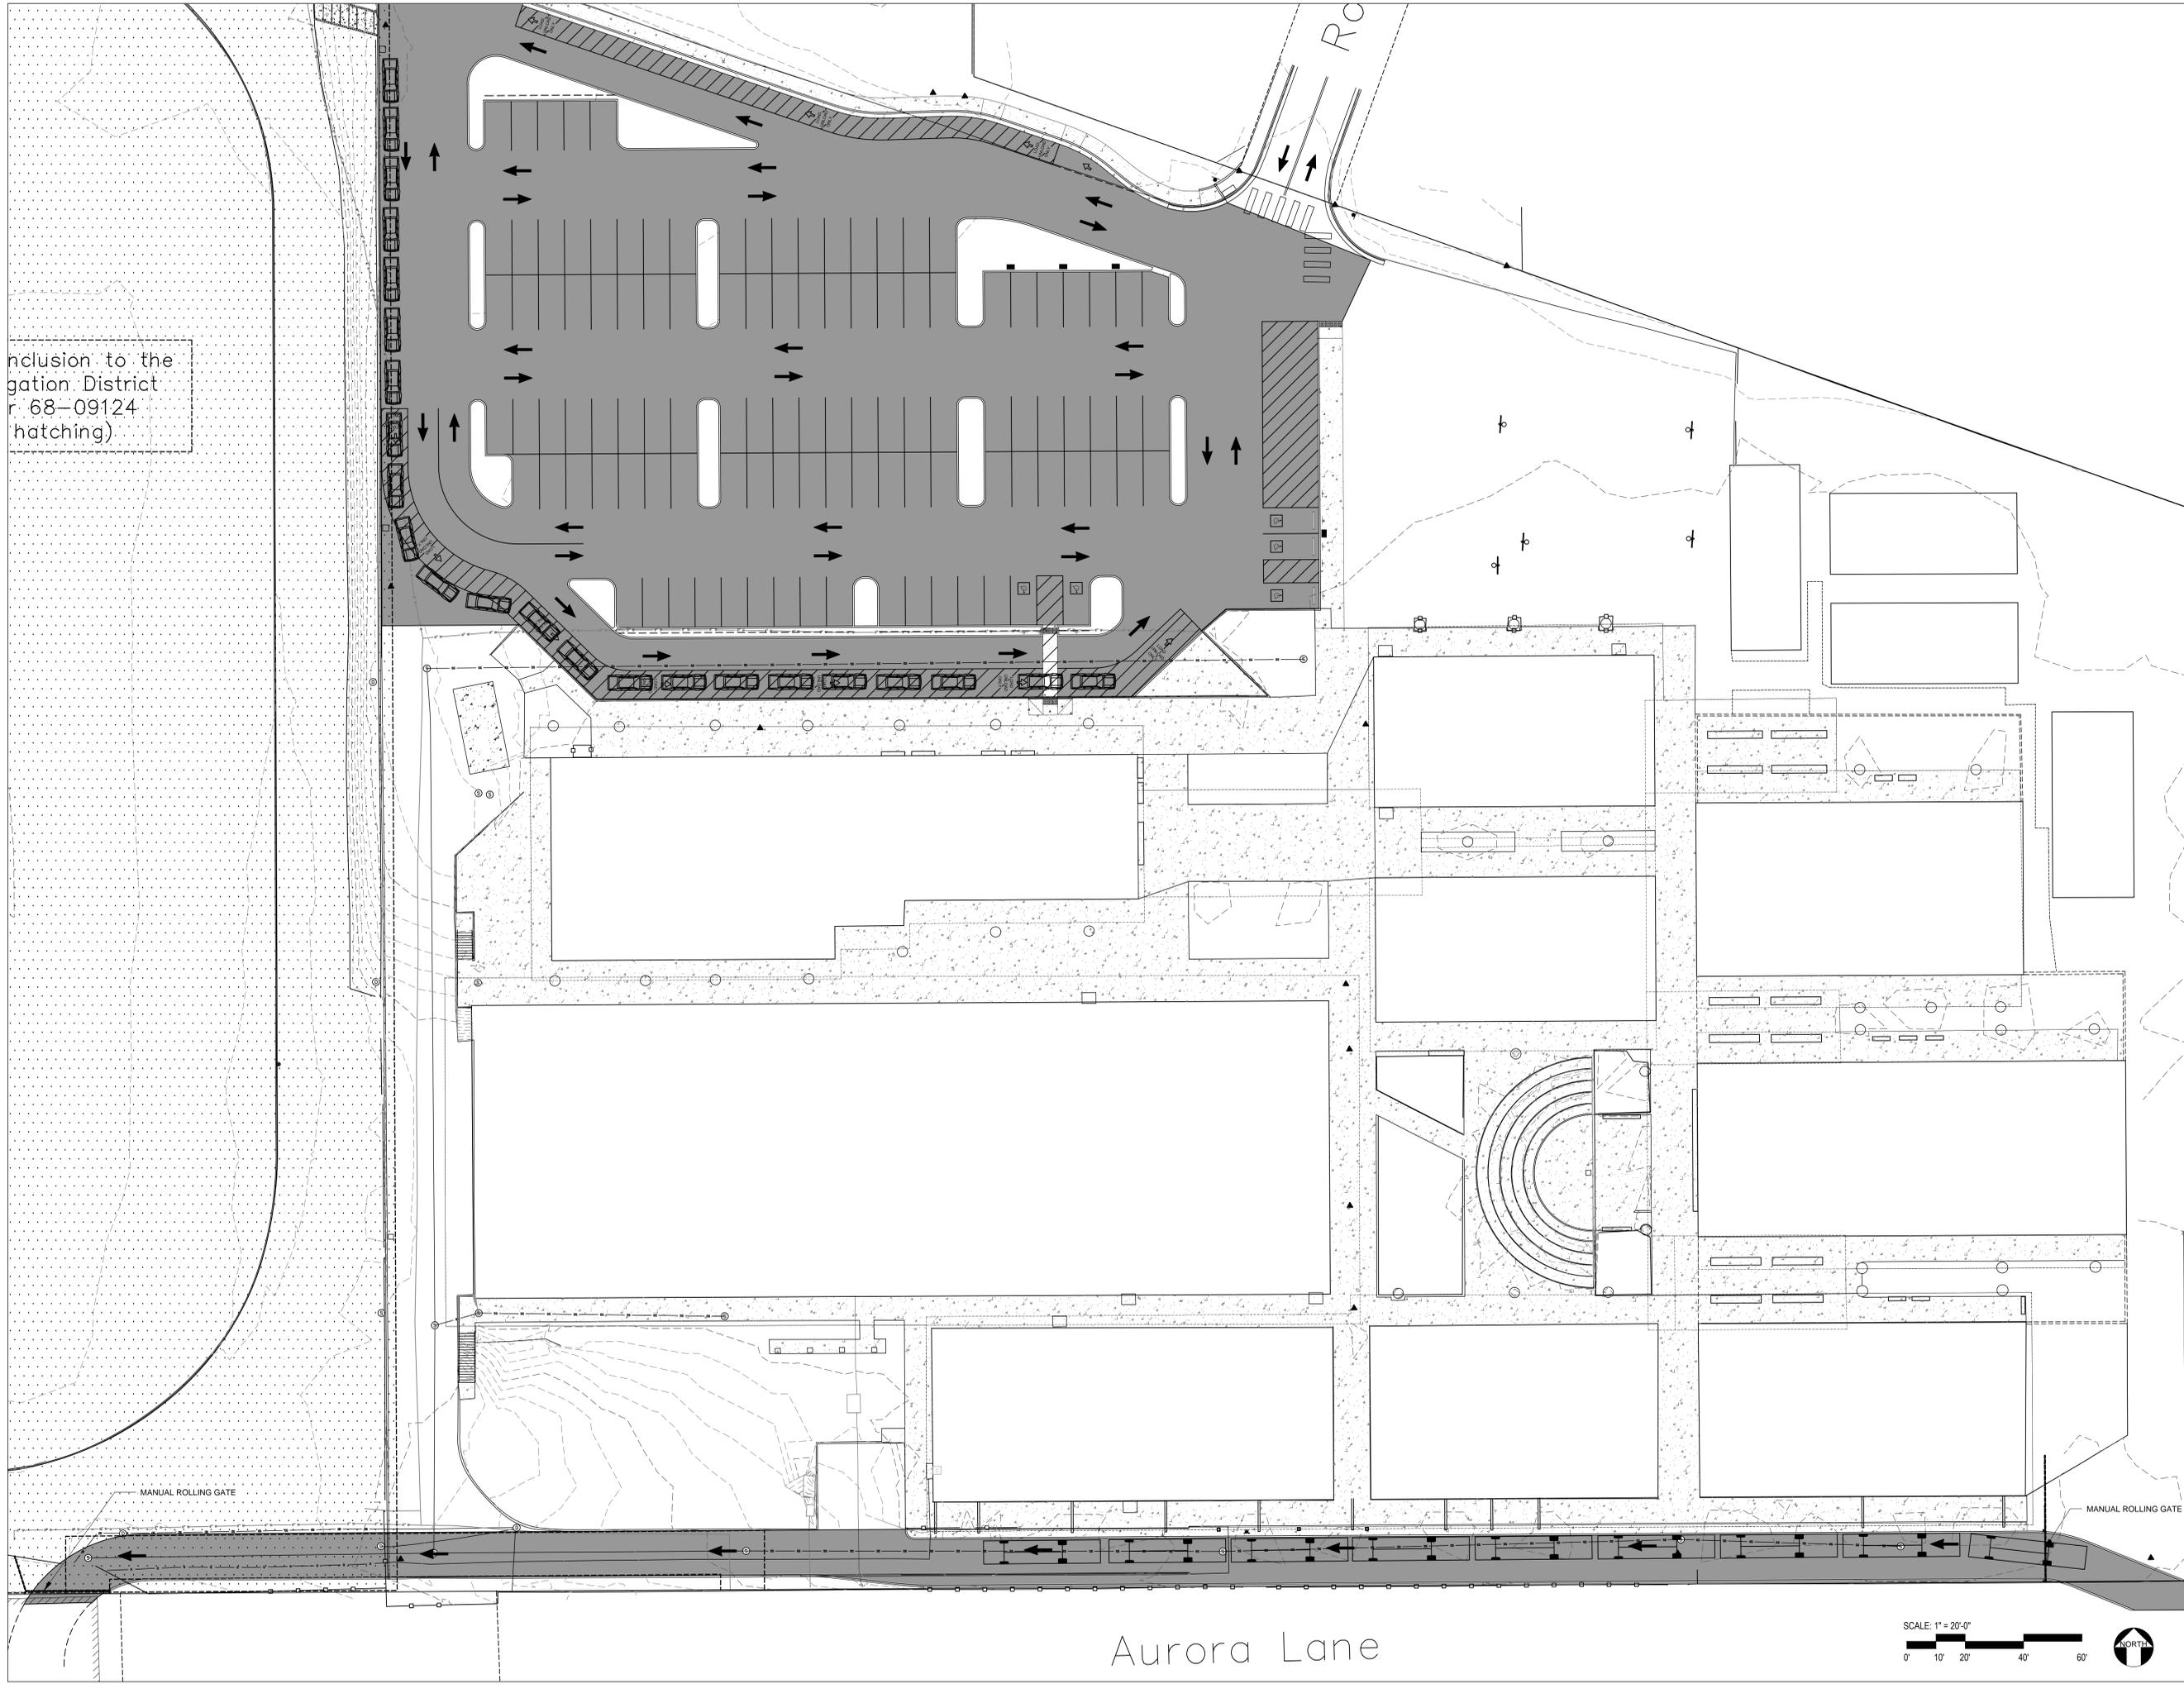 Ro
nclusion to the
gation District
r 68-09124
hatching)
MANUAL ROLLING GATE
MANUAL ROLLING GATE
Aurora Lane
SCALE: 1" = 20'-0"
0' 10' 20' 40' 60'
NORTH